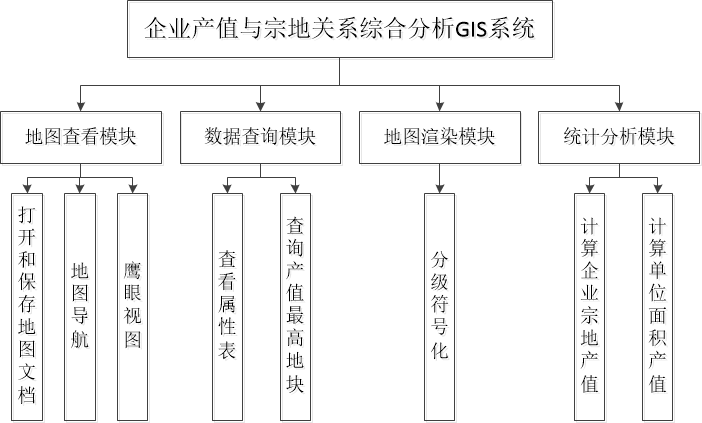 企业产值与宗地关系综合分析GIS系统
地图查看模块
数据查询模块
地图渲染模块
统计分析模块
打开和保存地图文档
地图导航
鹰眼视图
查看属性表
查询产值最高地块
分级符号化
计算企业宗地产值
计算单位面积产值